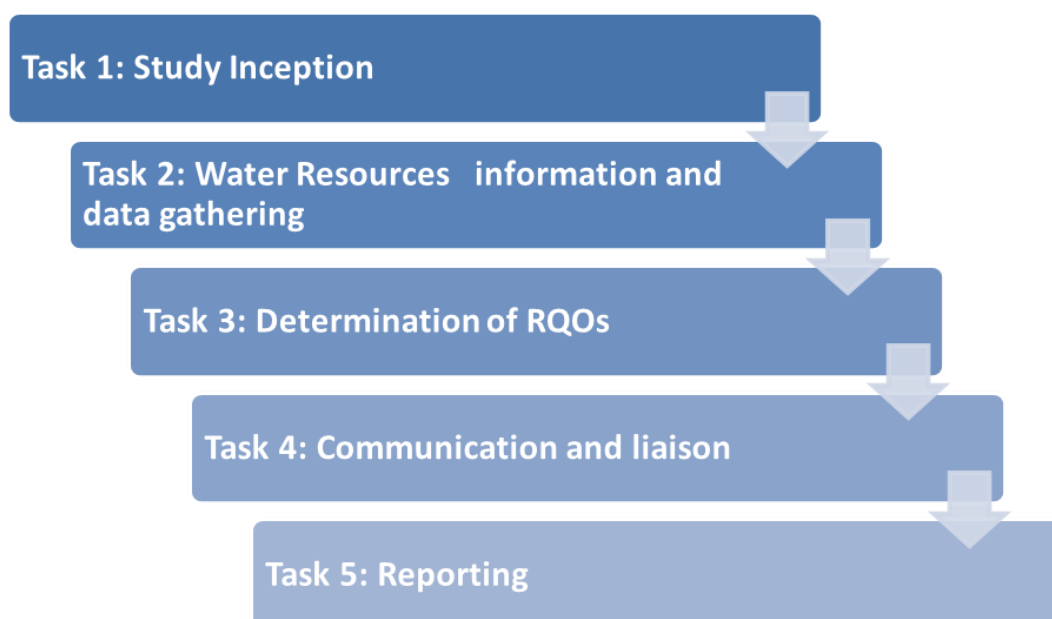 Task 1: Study Inception
Task 2: Water Resources information and
data gathering
Task 3: Determination of RQOs
Task 4: Communication and liaison
Task 5: Reporting